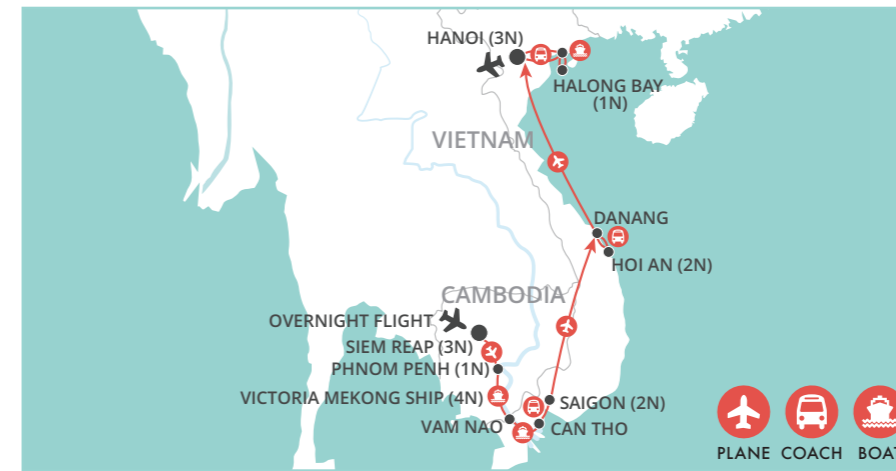 HANOI (3N)
HALONG BAY
(1N)
VIETNAM
DANANG
HOI AN (2N)
CAMBODIA
OVERNIGHT FLIGHT
SIEM REAP (3N)
PHNOM PENH (1N)
VICTORIA MEKONG SHIP (4N)
SAIGON (2N)
VAM NAO
CAN THO
PLANE COACH BOAT